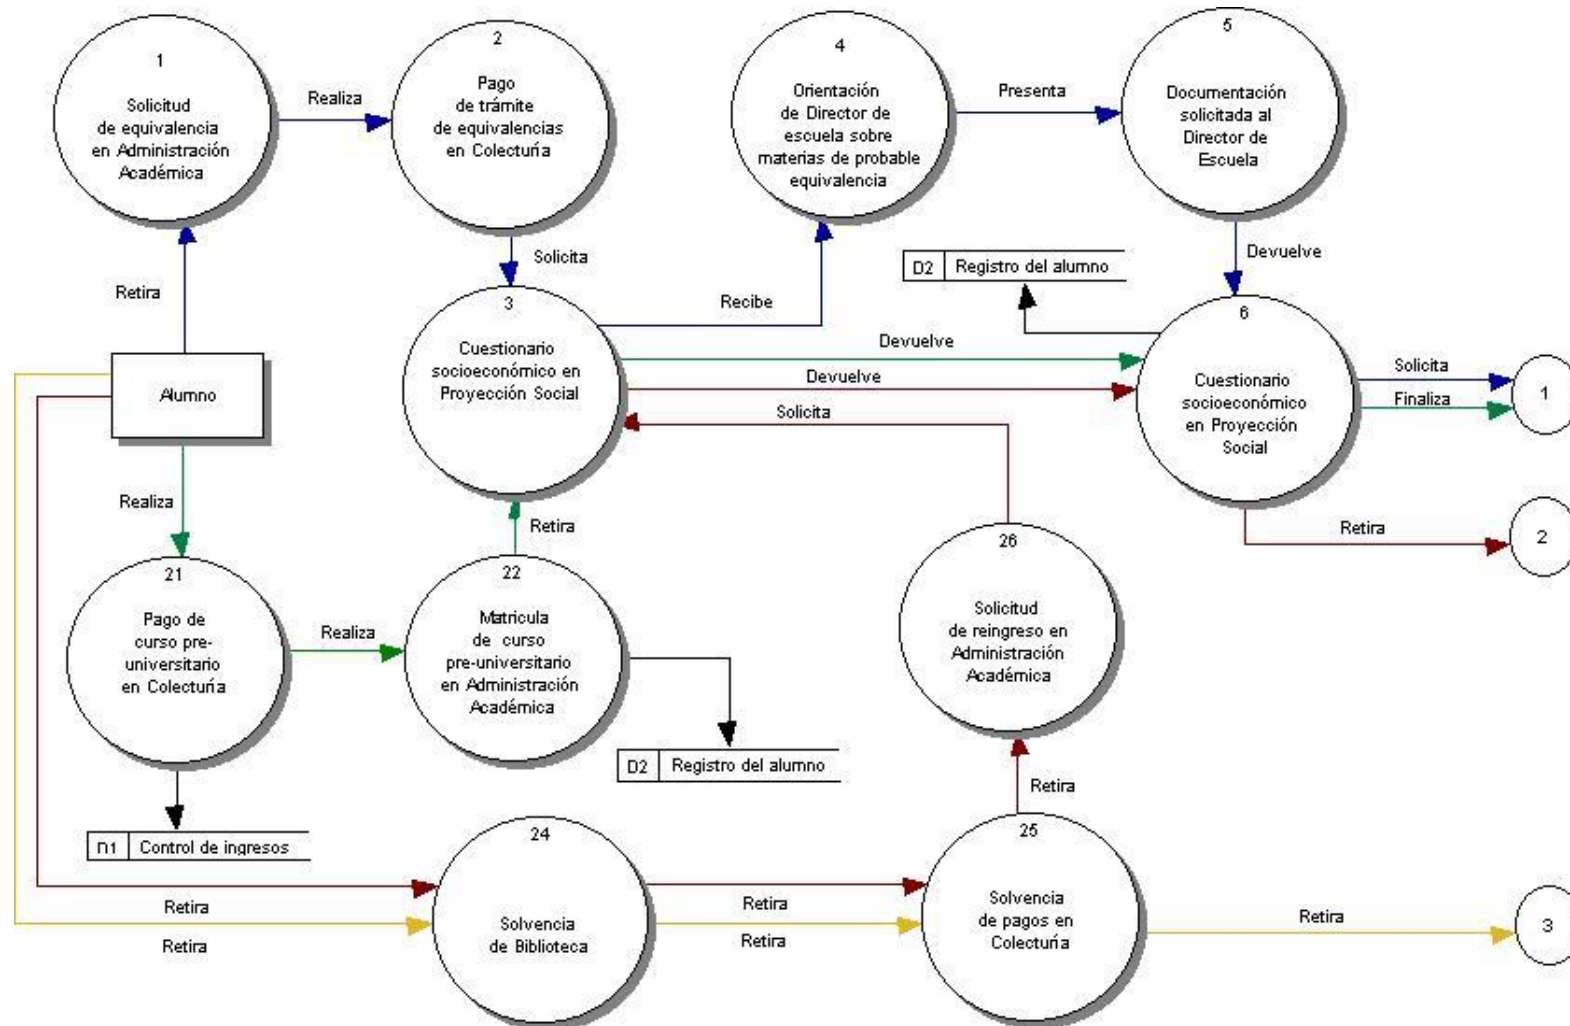 1
Solicitud
de equivalencia
en Administración
Académica
Realiza
2
Pago
de trámite
de equivalencias
en Colecturía
4
Orientación
de Director de
escuela sobre
materias de probable
equivalencia
Presenta
5
Documentación
solicitada al
Director de
Escuela
Retira
Solicita
Recibe
D2 Registro del alumno
Devuelve
Alumno
3
Cuestionario
socioeconómico en
Proyección Social
Devuelve
Devuelve
Solicita
6
Cuestionario
socioeconómico
en Proyección
Social
Solicita
Finaliza
1
Realiza
Retira
Retira
2
21
Pago de
curso pre-
universitario
en Colecturía
Realiza
22
Matricula
de curso
pre-universitario
en Administración
Académica
26
Solicitud
de reingreso en
Administración
Académica
D2 Registro del alumno
Retira
D1 Control de ingresos
24
Solvencia
de Biblioteca
25
Solvencia
de pagos en
Colecturía
Retira
Retira
Retira
Retira
Retira
3